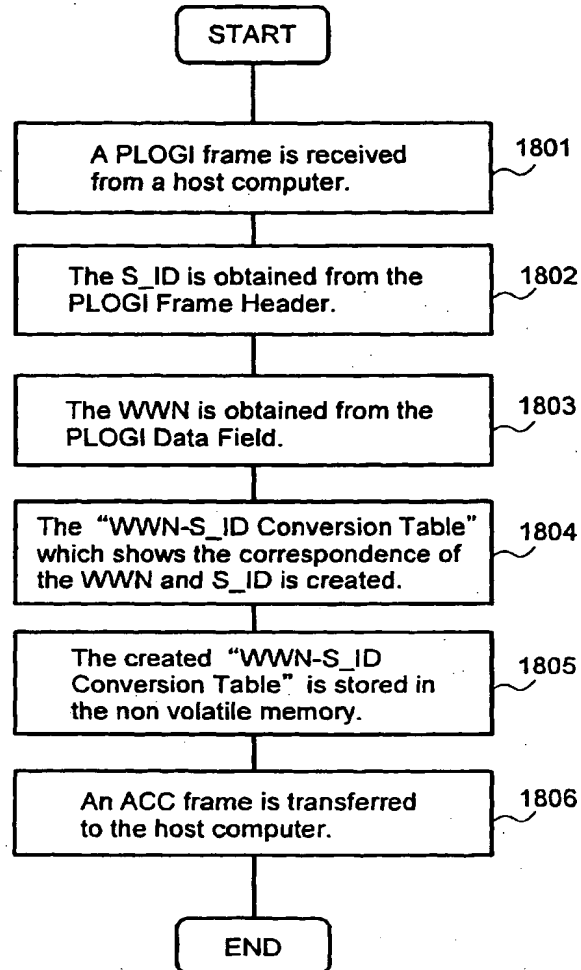 START
A PLOGI frame is received
from a host computer.
1801
The S_ID is obtained from the
PLOGI Frame Header.
1802
The WWN is obtained from the
PLOGI Data Field.
1803
The “WWN-S_ID Conversion Table”
which shows the correspondence of
the WWN and S_ID is created.
1804
The created “WWN-S_ID
Conversion Table” is stored in
the non volatile memory.
1805
An ACC frame is transferred
to the host computer.
1806
END